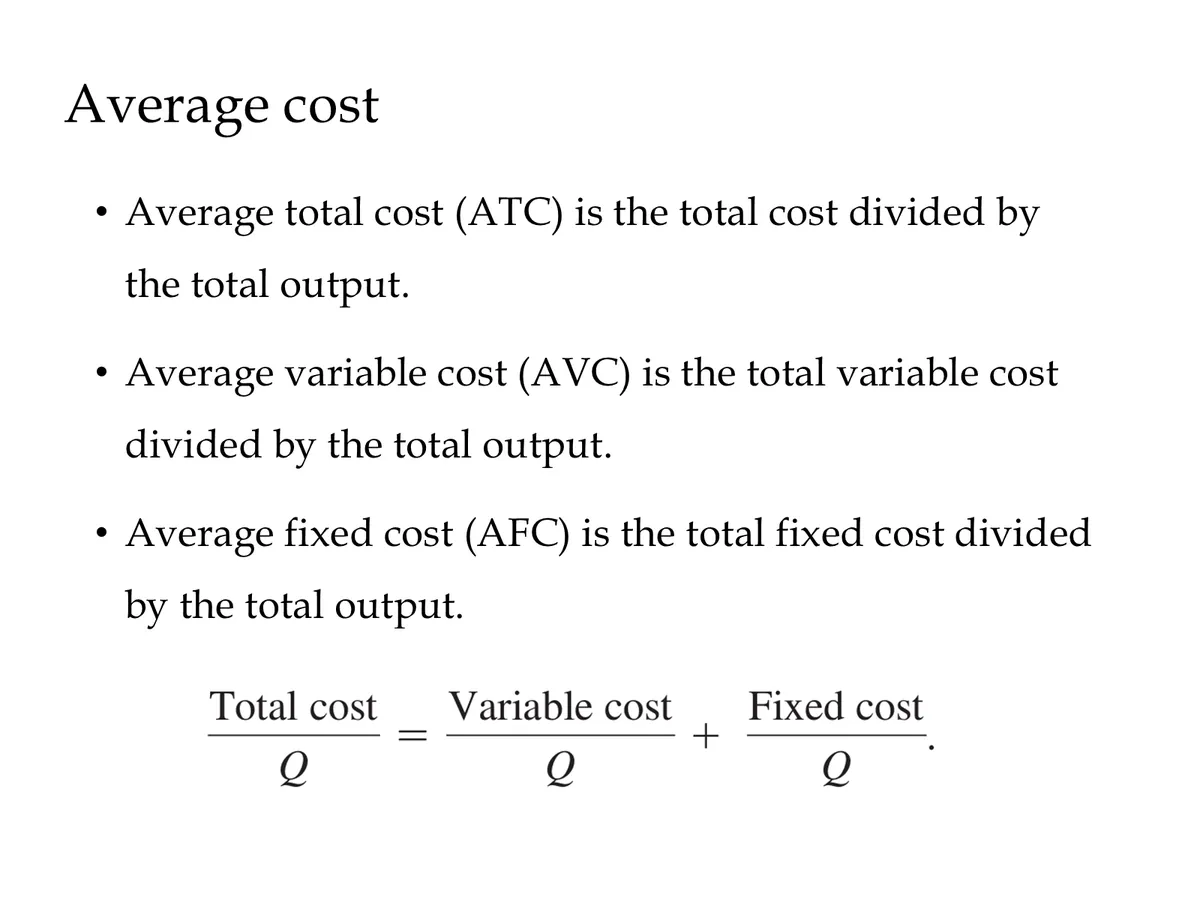 Average cost
• Average total cost (ATC) is the total cost divided by
the total output.
• Average variable cost (AVC) is the total variable cost
divided by the total output.
• Average fixed cost (AFC) is the total fixed cost divided
by the total output.
Total cost / Q = Variable cost / Q + Fixed cost / Q.